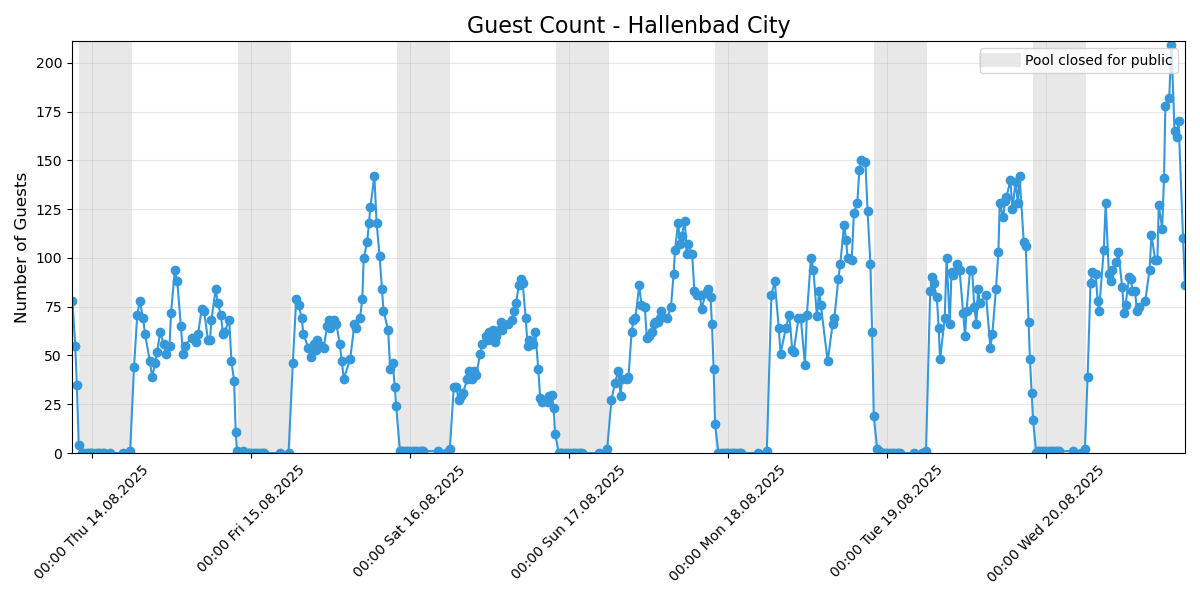 Guest Count - Hallenbad City
Pool closed for public
Number of Guests
200
175
150
125
100
75
50
25
0
00:00 Thu 14.08.2025
00:00 Fri 15.08.2025
00:00 Sat 16.08.2025
00:00 Sun 17.08.2025
00:00 Mon 18.08.2025
00:00 Tue 19.08.2025
00:00 Wed 20.08.2025